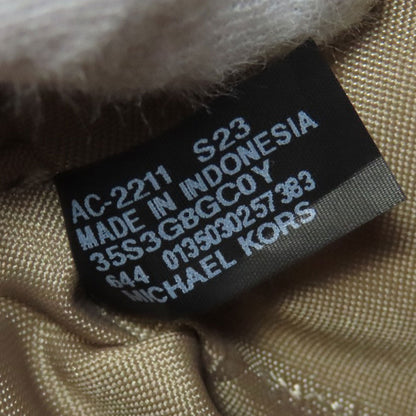 AC-2211 S23
MADE IN INDONESIA
35S3G8GC0Y
644 0135030257383
MICHAEL KORS